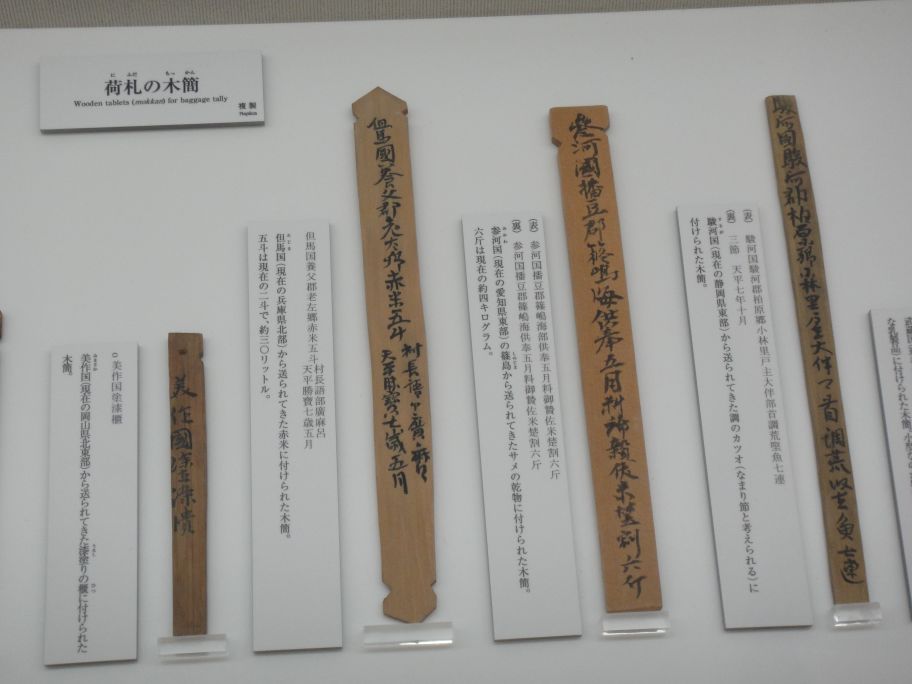 荷札の木簡
に ふだ もっ かん
Wooden tablets (mokkan) for baggage tally
複製
Replica
駿河國駿河郡柏原郷小林里戸主大伴マ首調荒堅魚七連
(表) 駿河国駿河郡柏原郷小林里戸主大伴部首調荒堅魚七連
(裏) 三節 天平七年十月
駿河国(現在の静岡県東部)から送られてきた調のカツオ(なまり節と考えられる)に
付けられた木簡。
参河國播豆郡篠嶋海部供奉五月料御贄佐米楚割六斤
(表) 参河国播豆郡篠嶋海部供奉五月料御贄佐米楚割六斤
(裏) 参河国播豆郡篠嶋海供奉五月料御贄佐米楚割六斤
参河国(現在の愛知県東部)の篠島から送られてきたサメの乾物に付けられた木簡。
六斤は現在の約四キログラム。
但馬國養父郡老左郷赤米五斗
村長語部廣麻呂
天平勝寳七歳五月
但馬国養父郡老左郷赤米五斗村長語部廣麻呂天平勝寶七歳五月
但馬国(現在の兵庫県北部)から送られてきた赤米に付けられた木簡。
五斗は現在の二斗で、約三〇リットル。
美作國塗漆樻
美作国塗漆樻
美作国(現在の岡山県北東部)から送られてきた漆塗りの樻に付けられた
木簡。